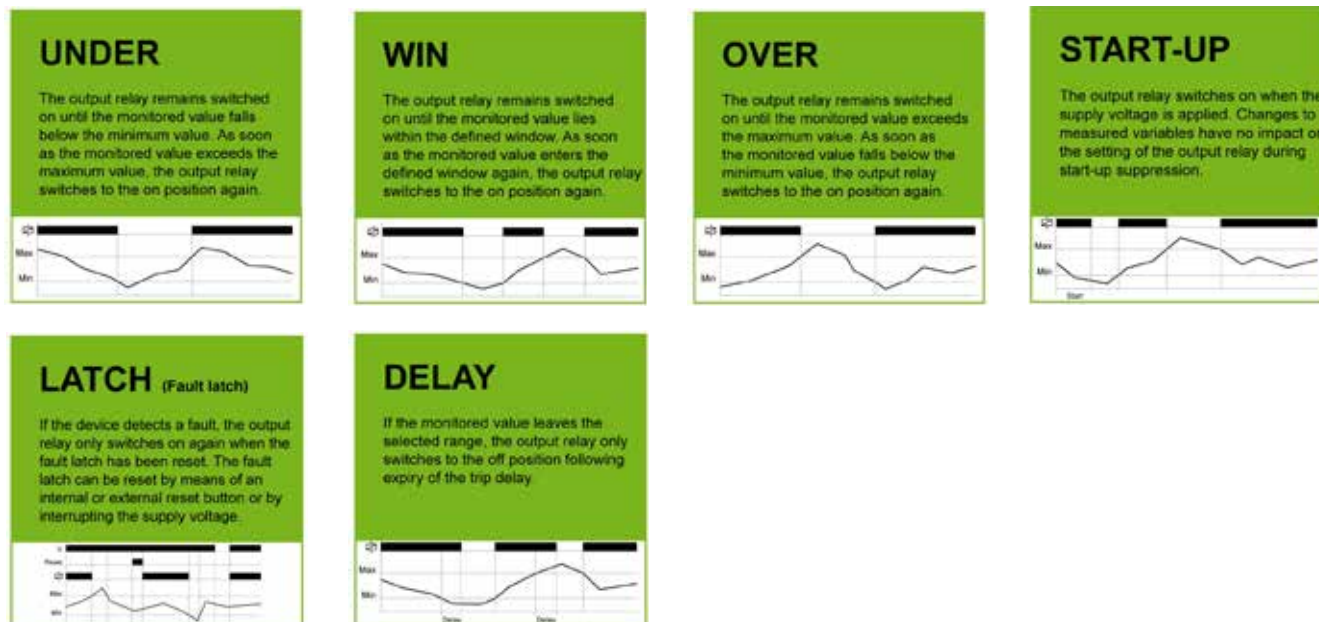 UNDER
The output relay remains switched
on until the monitored value falls
below the minimum value. As soon
as the monitored value exceeds the
maximum value, the output relay
switches to the on position again.
Max
Min
WIN
The output relay remains switched
on until the monitored value lies
within the defined window. As soon
as the monitored value enters the
defined window again, the output relay
switches to the on position again.
Max
Min
OVER
The output relay remains switched
on until the monitored value exceeds
the maximum value. As soon as
the monitored value falls below the
minimum value, the output relay
switches to the on position again.
Max
Min
START-UP
The output relay switches on when the
supply voltage is applied. Changes to
measured variables have no impact on
the setting of the output relay during
start-up suppression.
Max
Min
Start
LATCH (Fault latch)
If the device detects a fault, the output
relay only switches on again when the
fault latch has been reset. The fault
latch can be reset by means of an
internal or external reset button or by
interrupting the supply voltage.
Reset
Max
Min
DELAY
If the monitored value leaves the
selected range, the output relay only
switches to the off position following
expiry of the trip delay.
Max
Min
Delay Delay